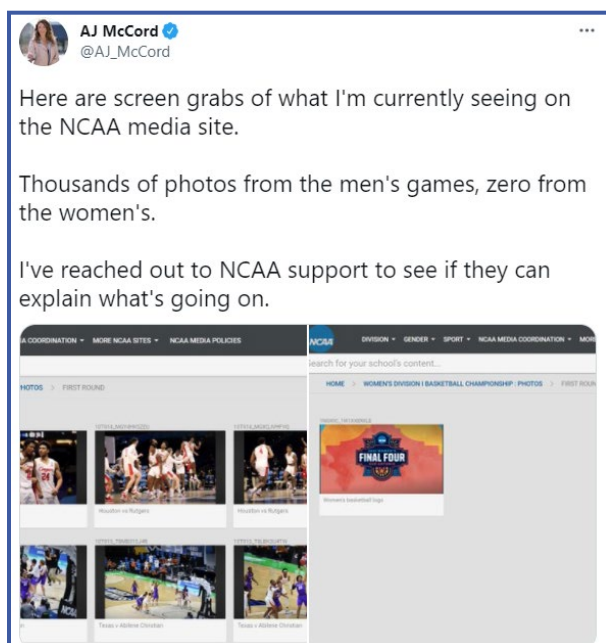 AJ McCord
@AJ_McCord
Here are screen grabs of what I'm currently seeing on
the NCAA media site.
Thousands of photos from the men's games, zero from
the women's.
I've reached out to NCAA support to see if they can
explain what's going on.
A COORDINATION MORE NCAA SITES NCAA MEDIA POLICIES
HOTOS > FIRST ROUND
Houston vs Rutgers
Houston vs Rutgers
Texas v Abilene Christian
Texas v Abilene Christian
NCAA DIVISION GENDER SPORT NCAA MEDIA COORDINATION MORE
Search for your school's content...
HOME > WOMEN'S DIVISION I BASKETBALL CHAMPIONSHIP : PHOTOS > FIRST ROUN
FINAL FOUR
Women's basketball logo